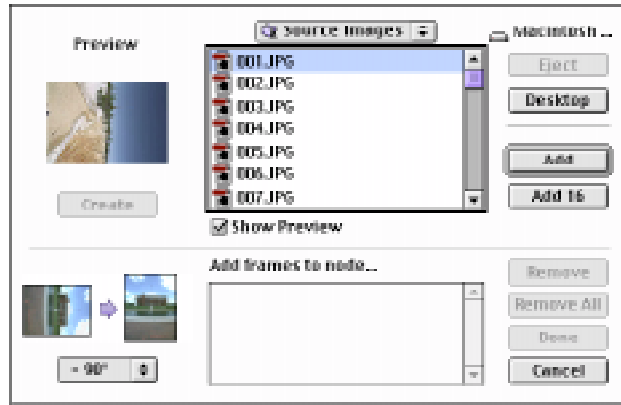 Preview
Source Images
Macintosh ...
001.JPG
002.JPG
003.JPG
004.JPG
005.JPG
006.JPG
007.JPG
Eject
Desktop
Add
Add 16
Create
Show Preview
Add frames to node...
Remove
Remove All
Done
Cancel
- 90°